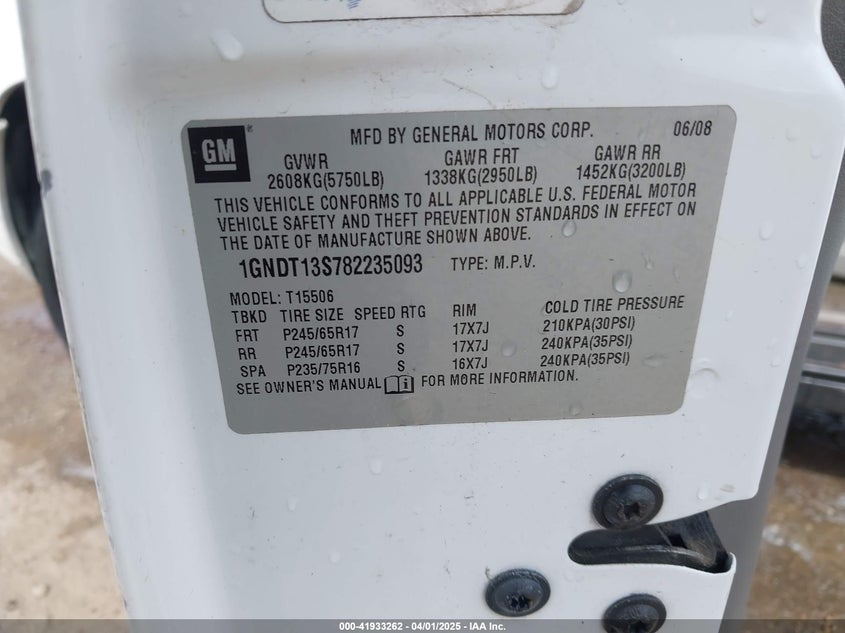 GM
MFD BY GENERAL MOTORS CORP. 06/08
GVWR GAWR FRT GAWR RR
2608KG(5750LB) 1338KG(2950LB) 1452KG(3200LB)
THIS VEHICLE CONFORMS TO ALL APPLICABLE U.S. FEDERAL MOTOR
VEHICLE SAFETY AND THEFT PREVENTION STANDARDS IN EFFECT ON
THE DATE OF MANUFACTURE SHOWN ABOVE.
1GNDT13S782235093 TYPE: M.P.V.
MODEL: T15506
TBKD TIRE SIZE SPEED RTG RIM COLD TIRE PRESSURE
FRT P245/65R17 S 17X7J 210KPA(30PSI)
RR P245/65R17 S 17X7J 240KPA(35PSI)
SPA P235/75R16 S 16X7J 240KPA(35PSI)
SEE OWNER'S MANUAL FOR MORE INFORMATION.
000-41933262 - 04/01/2025 - IAA Inc.